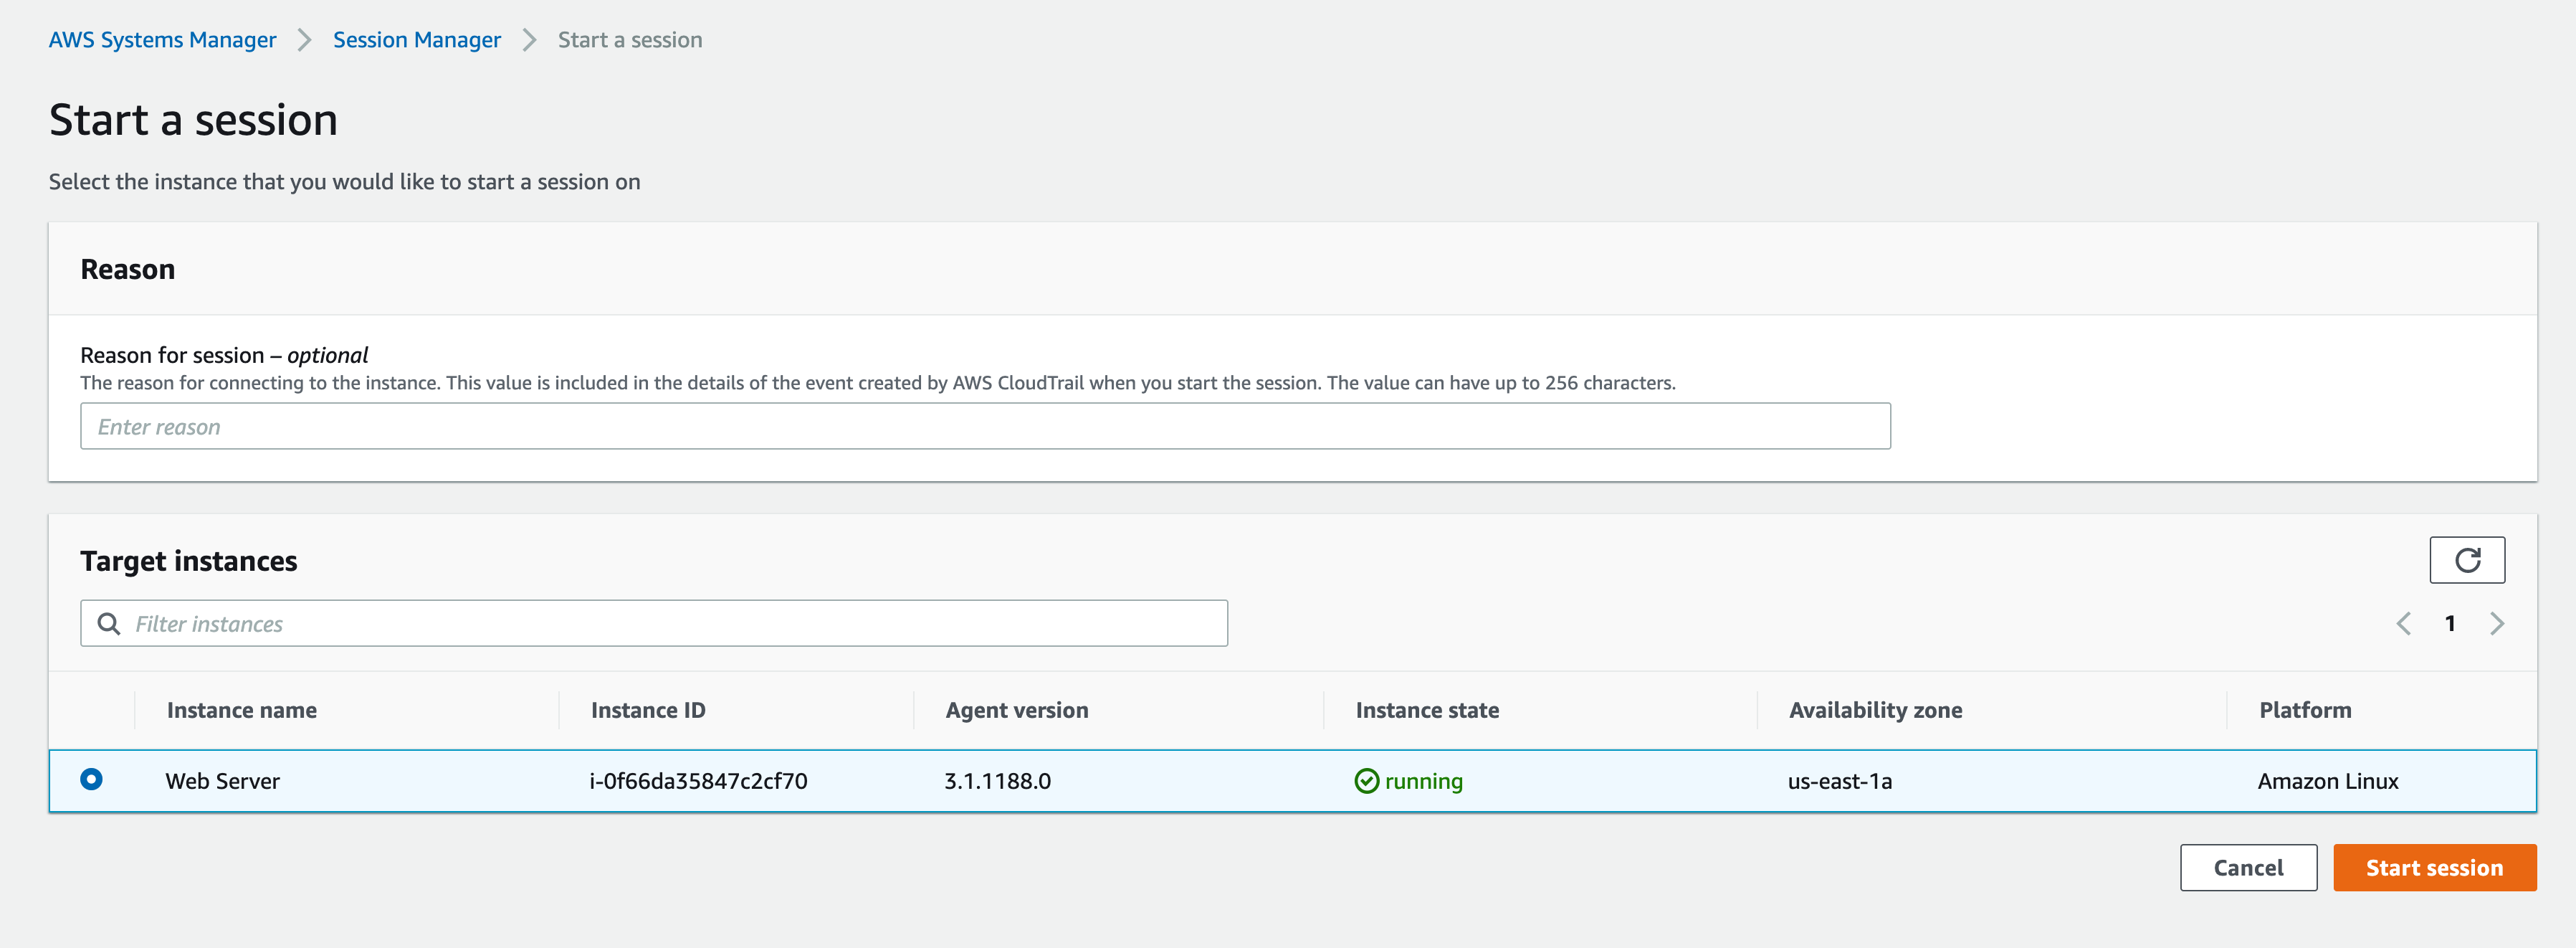 AWS Systems Manager > Session Manager > Start a session
Start a session
Select the instance that you would like to start a session on
Reason
Reason for session – optional
The reason for connecting to the instance. This value is included in the details of the event created by AWS CloudTrail when you start the session. The value can have up to 256 characters.
Enter reason
Target instances
Filter instances
1
Instance name Instance ID Agent version Instance state Availability zone Platform
Web Server i-0f66da35847c2cf70 3.1.1188.0 running us-east-1a Amazon Linux
Cancel Start session